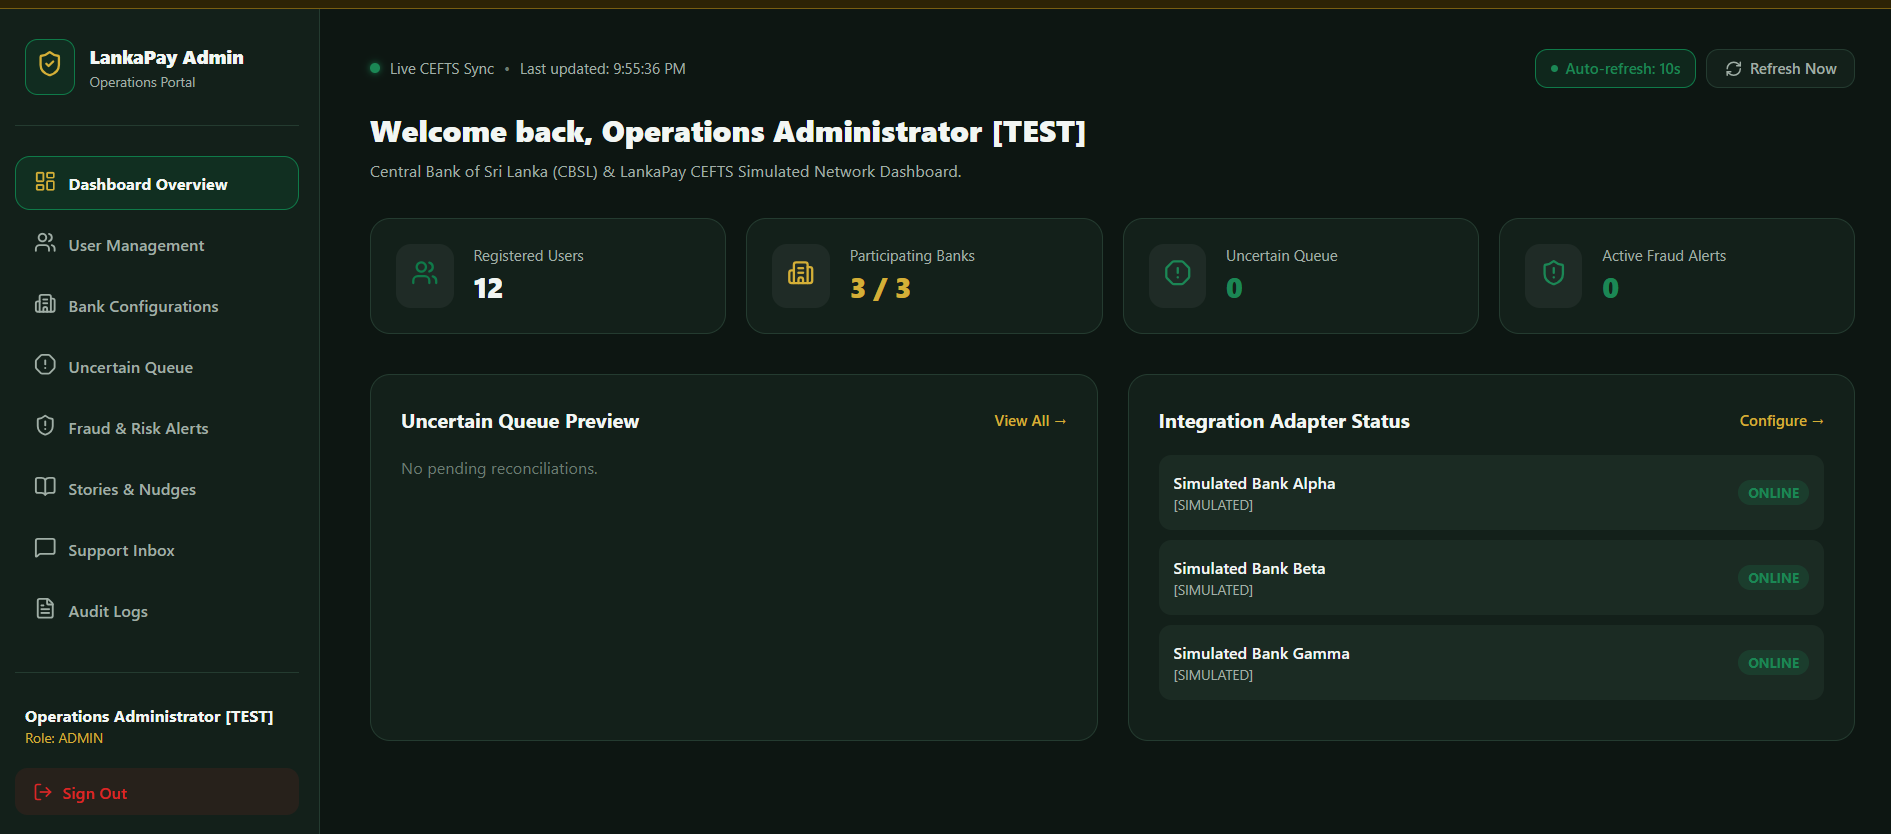 LankaPay Admin
Operations Portal
Dashboard Overview
User Management
Bank Configurations
Uncertain Queue
Fraud & Risk Alerts
Stories & Nudges
Support Inbox
Audit Logs
Operations Administrator [TEST]
Role: ADMIN
Sign Out
Live CEFTS Sync • Last updated: 9:55:36 PM
Auto-refresh: 10s
Refresh Now
Welcome back, Operations Administrator [TEST]
Central Bank of Sri Lanka (CBSL) & LankaPay CEFTS Simulated Network Dashboard.
Registered Users
12
Participating Banks
3 / 3
Uncertain Queue
0
Active Fraud Alerts
0
Uncertain Queue Preview
View All →
No pending reconciliations.
Integration Adapter Status
Configure →
Simulated Bank Alpha
[SIMULATED]
ONLINE
Simulated Bank Beta
[SIMULATED]
ONLINE
Simulated Bank Gamma
[SIMULATED]
ONLINE